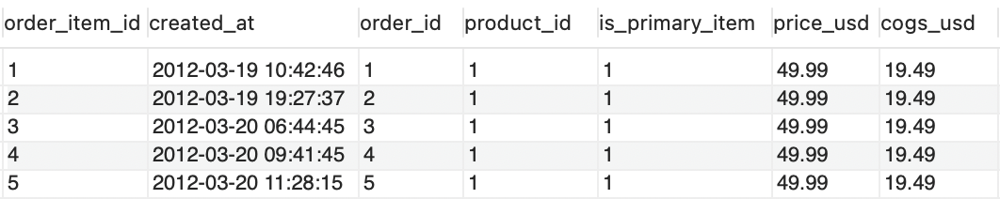 order_item_id created_at order_id product_id is_primary_item price_usd cogs_usd
1 2012-03-19 10:42:46 1 1 1 49.99 19.49
2 2012-03-19 19:27:37 2 1 1 49.99 19.49
3 2012-03-20 06:44:45 3 1 1 49.99 19.49
4 2012-03-20 09:41:45 4 1 1 49.99 19.49
5 2012-03-20 11:28:15 5 1 1 49.99 19.49